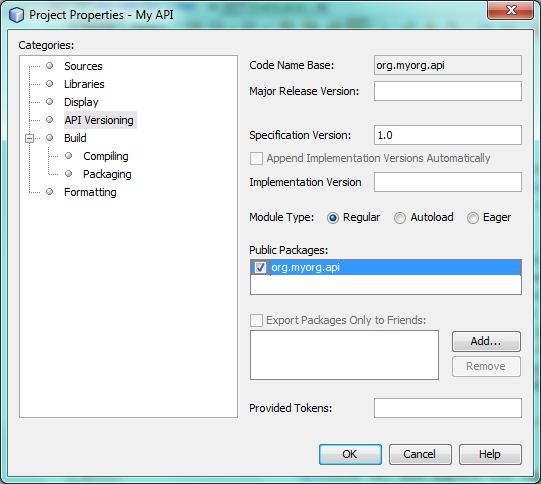 Project Properties - My API
Categories:
Sources
Libraries
Display
API Versioning
Build
Compiling
Packaging
Formatting
Code Name Base: org.myorg.api
Major Release Version:
Specification Version: 1.0
Append Implementation Versions Automatically
Implementation Version
Module Type: Regular Autoload Eager
Public Packages:
org.myorg.api
Export Packages Only to Friends:
Add...
Remove
Provided Tokens:
OK Cancel Help